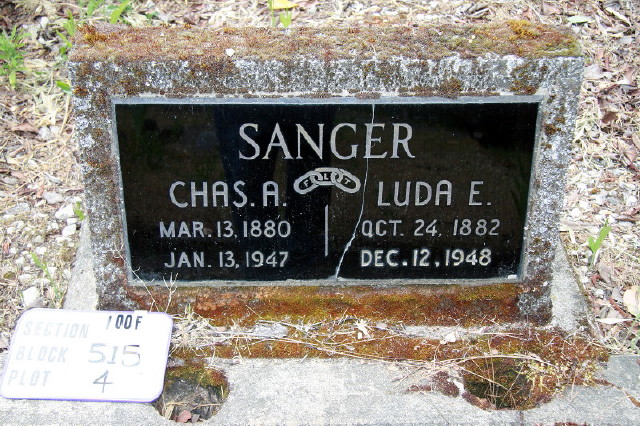 SANGER
F L T
CHAS. A. LUDA E.
MAR. 13, 1880 OCT. 24, 1882
JAN. 13, 1947 DEC. 12, 1948
SECTION 100F
BLOCK 515
PLOT 4